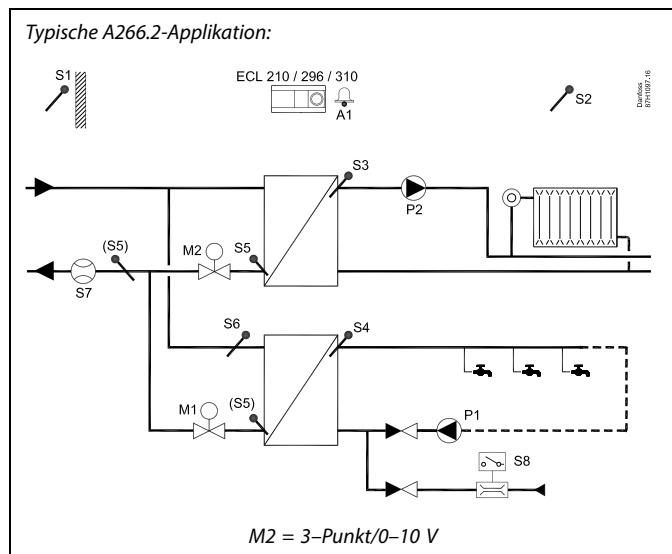 Typische A266.2-Applikation:
S1
ECL 210 / 296 / 310
A1
S2
Danfoss
87H1097.16
S3
P2
(S5)
M2
S5
S7
S6
S4
M1
(S5)
P1
S8
M2 = 3–Punkt/0–10 V